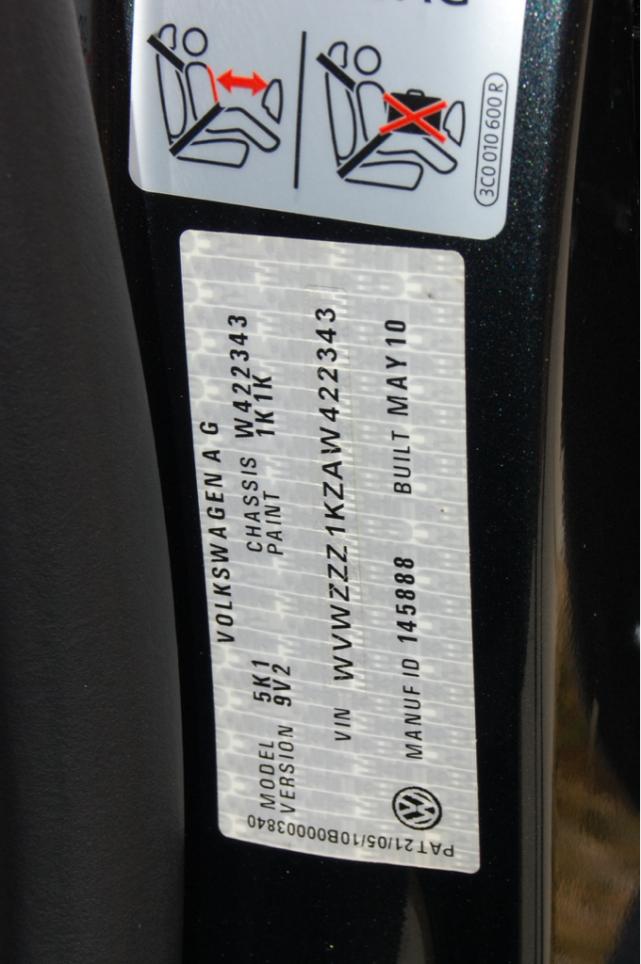 3C0 010 600 R
VOLKSWAGEN AG
MODEL 5K1 CHASSIS W422343
VERSION 9V2 PAINT 1K1K
VIN WVWZZZ1KZAW422343
MANUF ID 145888 BUILT MAY10
PAT21/05/10B00003840